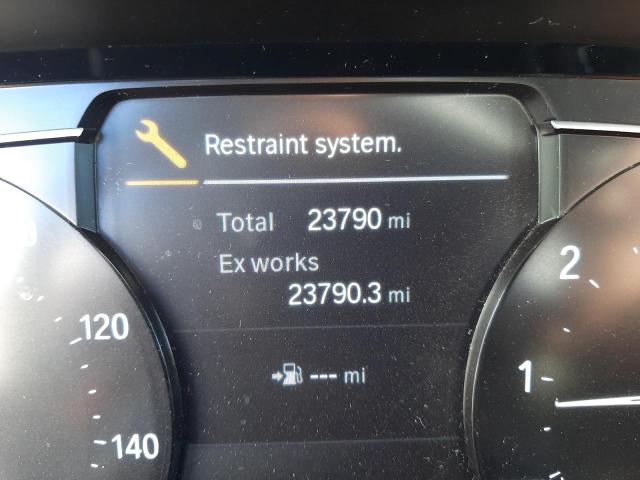 Restraint system.
Total 23790 mi
Ex works
23790.3 mi
--- mi
120
140
2
1